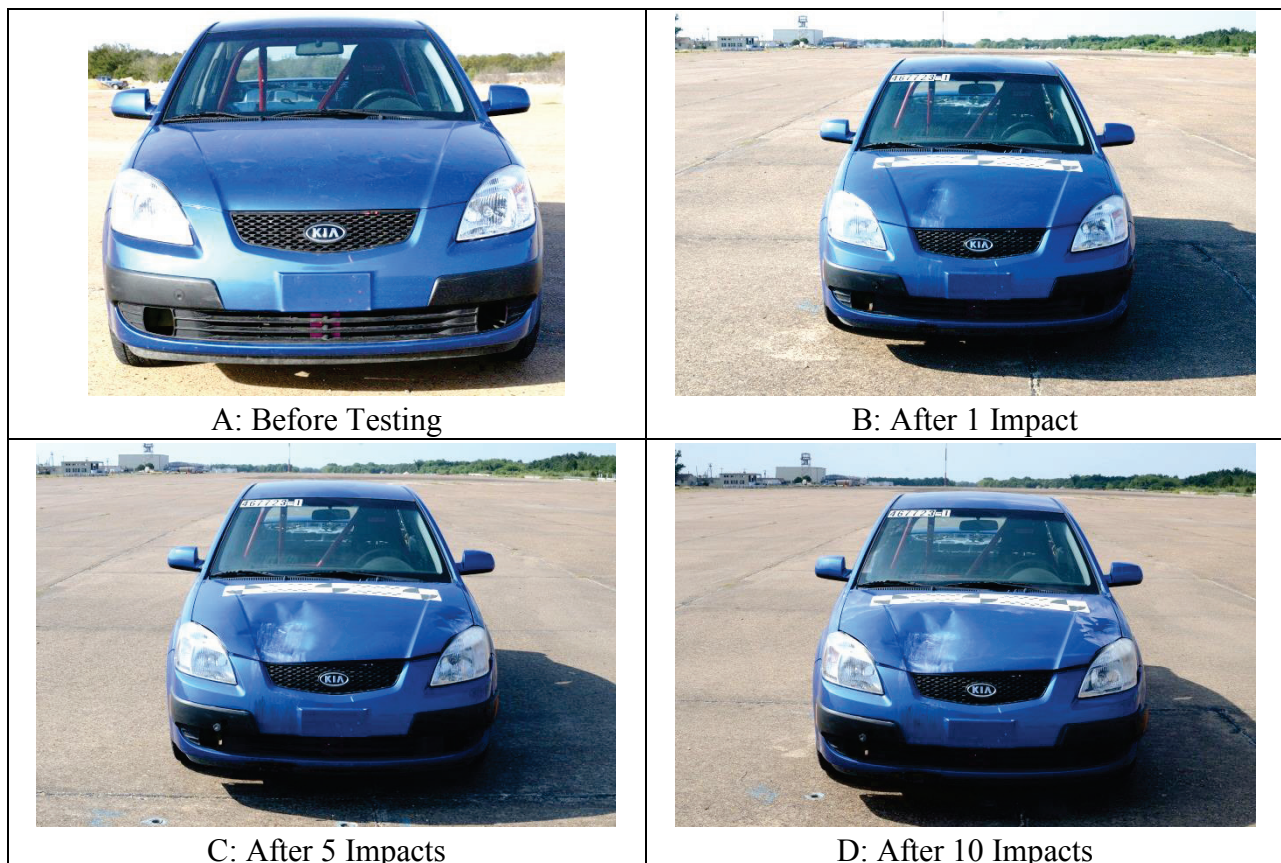 KIA
A: Before Testing
467723-1
KIA
B: After 1 Impact
467723-1
KIA
C: After 5 Impacts
467723-1
KIA
D: After 10 Impacts